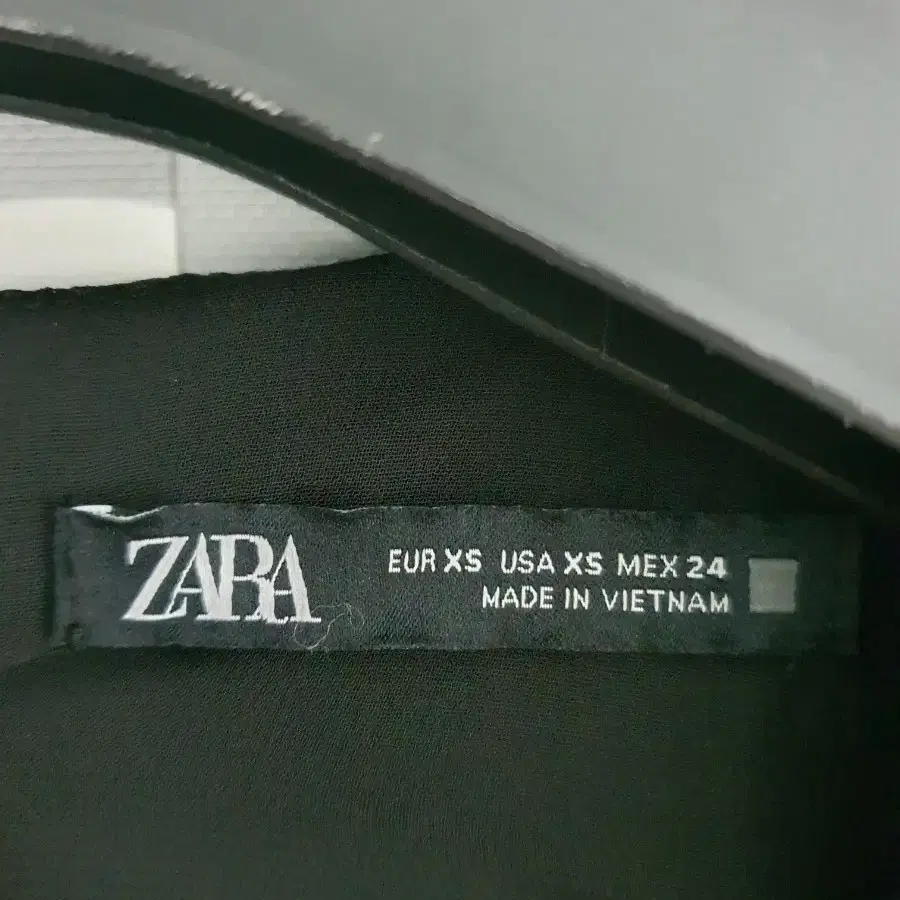 ZARA
EUR XS USA XS MEX 24
MADE IN VIETNAM